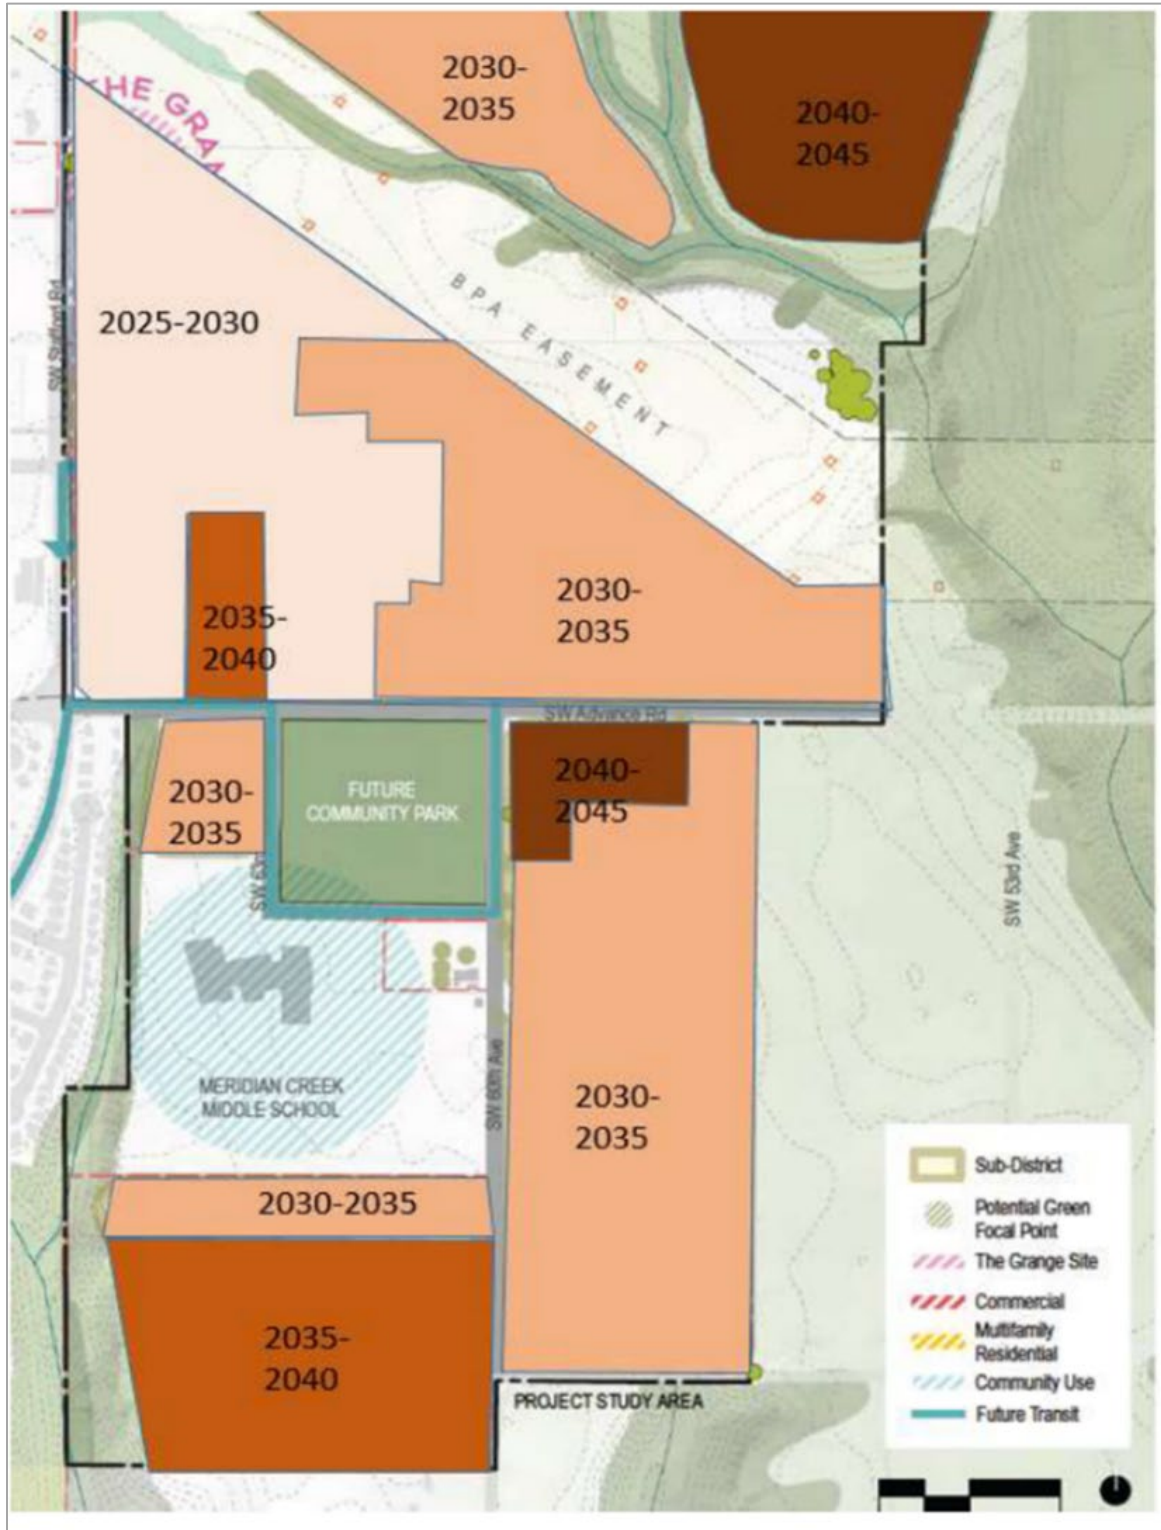 2030-
2035
2040-
2045
HE GRA
2025-2030
SW Stafford Rd
BPA EASEMENT
2030-
2035
2035-
2040
SW Advance Rd
2030-
2035
FUTURE
COMMUNITY PARK
2040-
2045
SW 63r
SW 53rd Ave
MERIDIAN CREEK
MIDDLE SCHOOL
SW 60th Ave
2030-
2035
2030-2035
2035-
2040
PROJECT STUDY AREA
Sub-District
Potential Green
Focal Point
The Grange Site
Commercial
Multifamily
Residential
Community Use
Future Transit